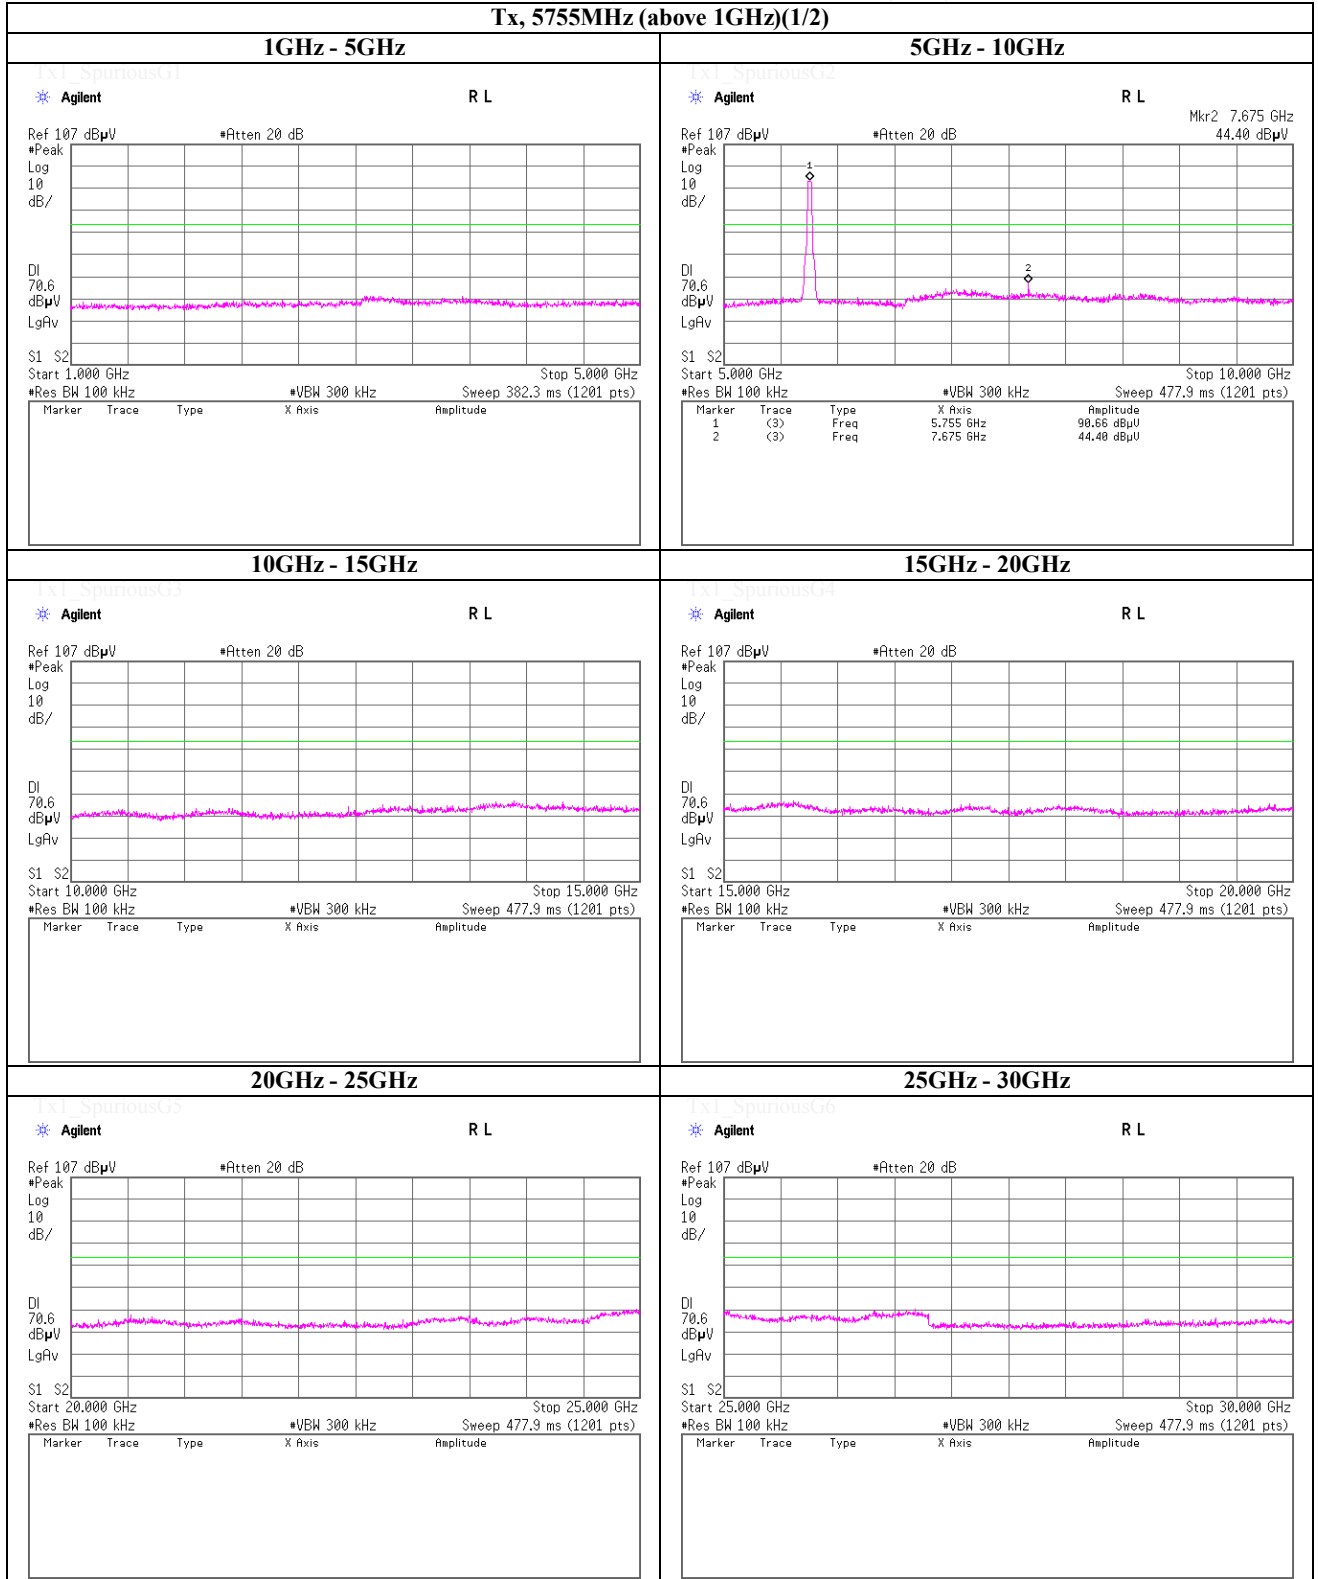 Tx, 5755MHz (above 1GHz)(1/2)
1GHz - 5GHz
Tx1_SpuriousG1
Agilent R L
Ref 107 dBµV #Atten 20 dB
#Peak
Log
10
dB/
DI
70.6
dBµV
LgAv
S1 S2
Start 1.000 GHz Stop 5.000 GHz
#Res BW 100 kHz #VBW 300 kHz Sweep 382.3 ms (1201 pts)
Marker Trace Type X Axis Amplitude
5GHz - 10GHz
Tx1_SpuriousG2
Agilent R L
Mkr2 7.675 GHz
Ref 107 dBµV #Atten 20 dB 44.40 dBµV
#Peak
Log
10
dB/
1
2
DI
70.6
dBµV
LgAv
S1 S2
Start 5.000 GHz Stop 10.000 GHz
#Res BW 100 kHz #VBW 300 kHz Sweep 477.9 ms (1201 pts)
Marker Trace Type X Axis Amplitude
1 (3) Freq 5.755 GHz 90.66 dBµV
2 (3) Freq 7.675 GHz 44.40 dBµV
10GHz - 15GHz
Tx1_SpuriousG3
Agilent R L
Ref 107 dBµV #Atten 20 dB
#Peak
Log
10
dB/
DI
70.6
dBµV
LgAv
S1 S2
Start 10.000 GHz Stop 15.000 GHz
#Res BW 100 kHz #VBW 300 kHz Sweep 477.9 ms (1201 pts)
Marker Trace Type X Axis Amplitude
15GHz - 20GHz
Tx1_SpuriousG4
Agilent R L
Ref 107 dBµV #Atten 20 dB
#Peak
Log
10
dB/
DI
70.6
dBµV
LgAv
S1 S2
Start 15.000 GHz Stop 20.000 GHz
#Res BW 100 kHz #VBW 300 kHz Sweep 477.9 ms (1201 pts)
Marker Trace Type X Axis Amplitude
20GHz - 25GHz
Tx1_SpuriousG5
Agilent R L
Ref 107 dBµV #Atten 20 dB
#Peak
Log
10
dB/
DI
70.6
dBµV
LgAv
S1 S2
Start 20.000 GHz Stop 25.000 GHz
#Res BW 100 kHz #VBW 300 kHz Sweep 477.9 ms (1201 pts)
Marker Trace Type X Axis Amplitude
25GHz - 30GHz
Tx1_SpuriousG6
Agilent R L
Ref 107 dBµV #Atten 20 dB
#Peak
Log
10
dB/
DI
70.6
dBµV
LgAv
S1 S2
Start 25.000 GHz Stop 30.000 GHz
#Res BW 100 kHz #VBW 300 kHz Sweep 477.9 ms (1201 pts)
Marker Trace Type X Axis Amplitude